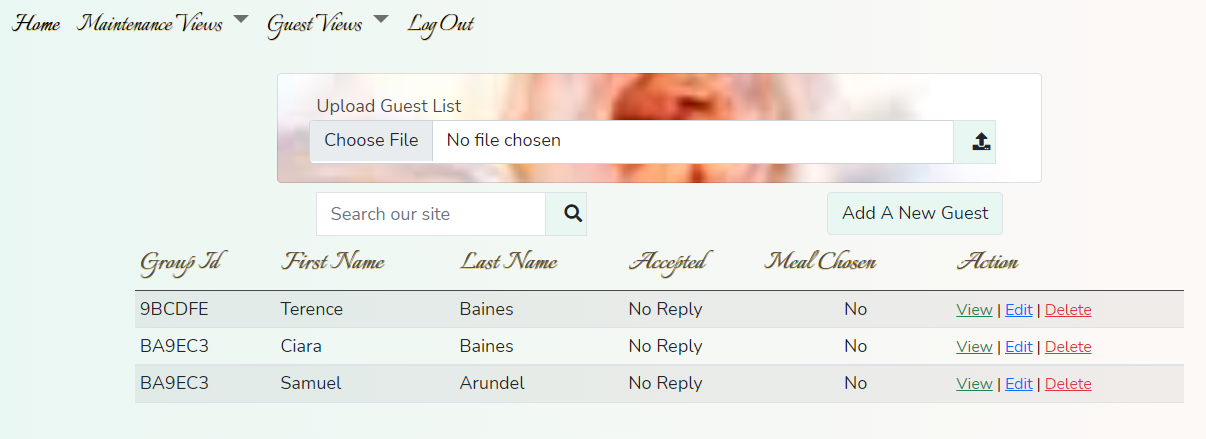 Home Maintenance Views Guest Views Log Out
Upload Guest List
Choose File No file chosen
Search our site Add A New Guest
Group Id First Name Last Name Accepted Meal Chosen Action
9BCDFE Terence Baines No Reply No View | Edit | Delete
BA9EC3 Ciara Baines No Reply No View | Edit | Delete
BA9EC3 Samuel Arundel No Reply No View | Edit | Delete